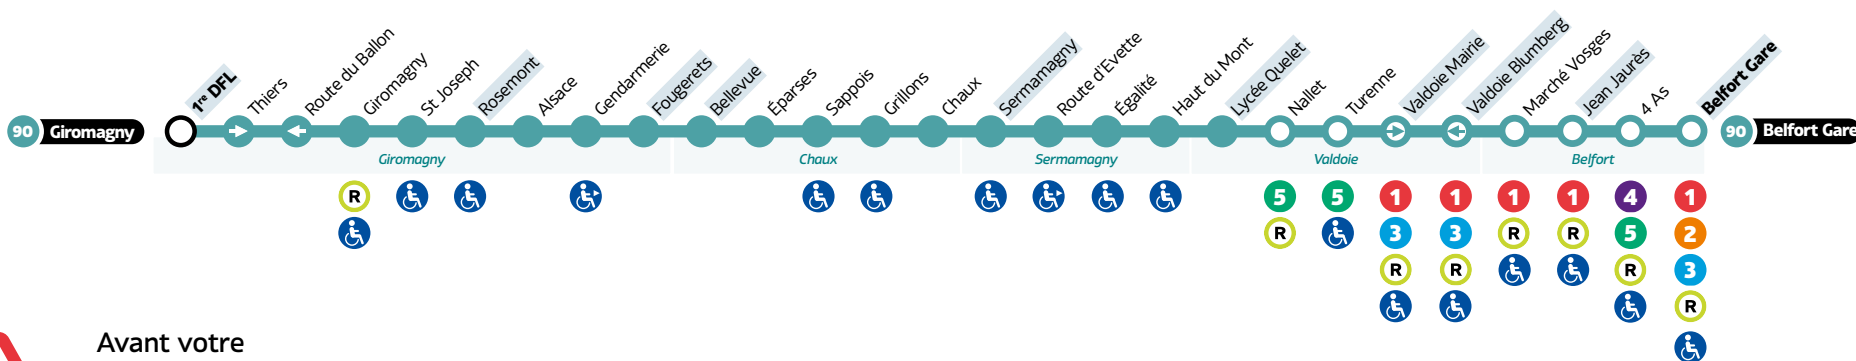 90 Giromagny
1re DFL
Thiers
Route du Ballon
Giromagny
St Joseph
Rosemont
Alsace
Gendarmerie
Fougerets
Bellevue
Éparses
Sappois
Grillons
Chaux
Sermamagny
Route d'Evette
Égalité
Haut du Mont
Lycée Quelet
Nallet
Turenne
Valdoie Mairie
Valdoie Blumberg
Marché Vosges
Jean Jaurès
4 As
Belfort Gare
90 Belfort Gare
Giromagny Chaux Sermamagny Valdoie Belfort
R 5 5 1 1 1 1 4 1
R 3 3 R R 5 2
R R R 3
R
Avant votre